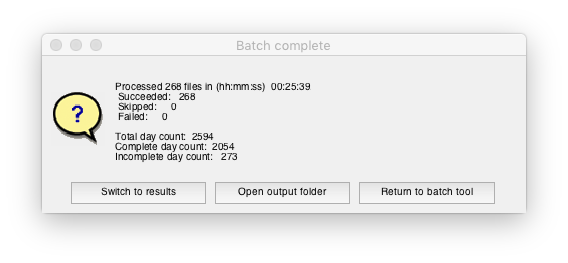 Batch complete
Processed 268 files in (hh:mm:ss) 00:25:39
Succeeded: 268
Skipped: 0
Failed: 0
Total day count: 2594
Complete day count: 2054
Incomplete day count: 273
?
Switch to results
Open output folder
Return to batch tool